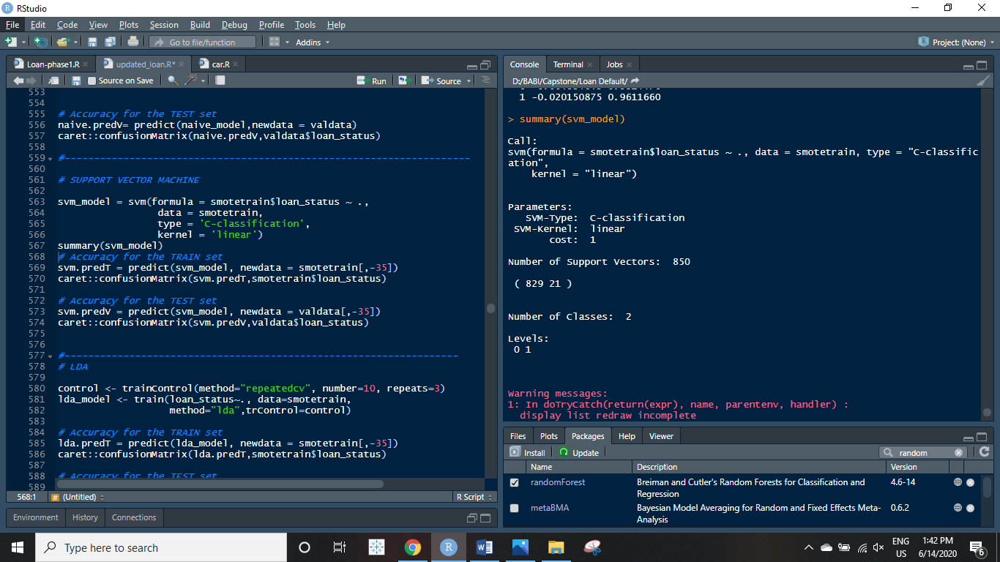 RStudio
File Edit Code View Plots Session Build Debug Profile Tools Help
Go to file/function Addins Project: (None)
Loan-phase1.R updated_loan.R* car.R
Source on Save Run Source
553
554
555 # Accuracy for the TEST set
556 naive.predV= predict(naive_model,newdata = valdata)
557 caret::confusionMatrix(naive.predV,valdata$loan_status)
558
559 #----------------------------------------------------------------------
560
561 # SUPPORT VECTOR MACHINE
562
563 svm_model = svm(formula = smotetrain$loan_status ~ .,
564 data = smotetrain,
565 type = 'C-classification',
566 kernel = 'linear')
567 summary(svm_model)
568 # Accuracy for the TRAIN set
569 svm.predT = predict(svm_model, newdata = smotetrain[,-35])
570 caret::confusionMatrix(svm.predT,smotetrain$loan_status)
571
572 # Accuracy for the TEST set
573 svm.predV = predict(svm_model, newdata = valdata[,-35])
574 caret::confusionMatrix(svm.predV,valdata$loan_status)
575
576
577 #--------------------------------------------------------------------
578 # LDA
579
580 control <- trainControl(method="repeatedcv", number=10, repeats=3)
581 lda_model <- train(loan_status~., data=smotetrain,
582 method="lda",trControl=control)
583
584 # Accuracy for the TRAIN set
585 lda.predT = predict(lda_model, newdata = smotetrain[,-35])
586 caret::confusionMatrix(lda.predT,smotetrain$loan_status)
587
588 # Accuracy for the TEST set
589
568:1 # (Untitled) R Script
Environment History Connections
Console Terminal Jobs
D:/BABI/Capstone/Loan Default/
1 -0.020150875 0.9611660
> summary(svm_model)
Call:
svm(formula = smotetrain$loan_status ~ ., data = smotetrain, type = "C-classific
ation",
kernel = "linear")
Parameters:
SVM-Type: C-classification
SVM-Kernel: linear
cost: 1
Number of Support Vectors: 850
( 829 21 )
Number of Classes: 2
Levels:
0 1
Warning messages:
1: In doTryCatch(return(expr), name, parentenv, handler) :
display list redraw incomplete
Files Plots Packages Help Viewer
Install Update random
Name Description Version
randomForest Breiman and Cutler's Random Forests for Classification and Regression 4.6-14
metaBMA Bayesian Model Averaging for Random and Fixed Effects Meta-Analysis 0.6.2
Type here to search
ENG
US
1:42 PM
6/14/2020
6